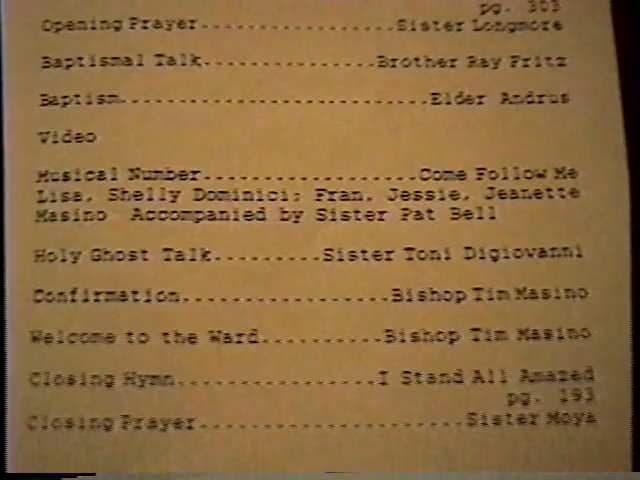 pg. 303
Opening Prayer.................Sister Longmore
Baptismal Talk...............Brother Ray Fritz
Baptism...........................Elder Andrus
Video
Musical Number..................Come Follow Me
Lisa, Shelly Dominici: Fran, Jessie, Jeanette
Masino Accompanied by Sister Pat Bell
Holy Ghost Talk.........Sister Toni Digiovanni
Confirmation.................Bishop Tim Masino
Welcome to the Ward..........Bishop Tim Masino
Closing Hymn................I Stand All Amazed
pg. 193
Closing Prayer.....................Sister Moya